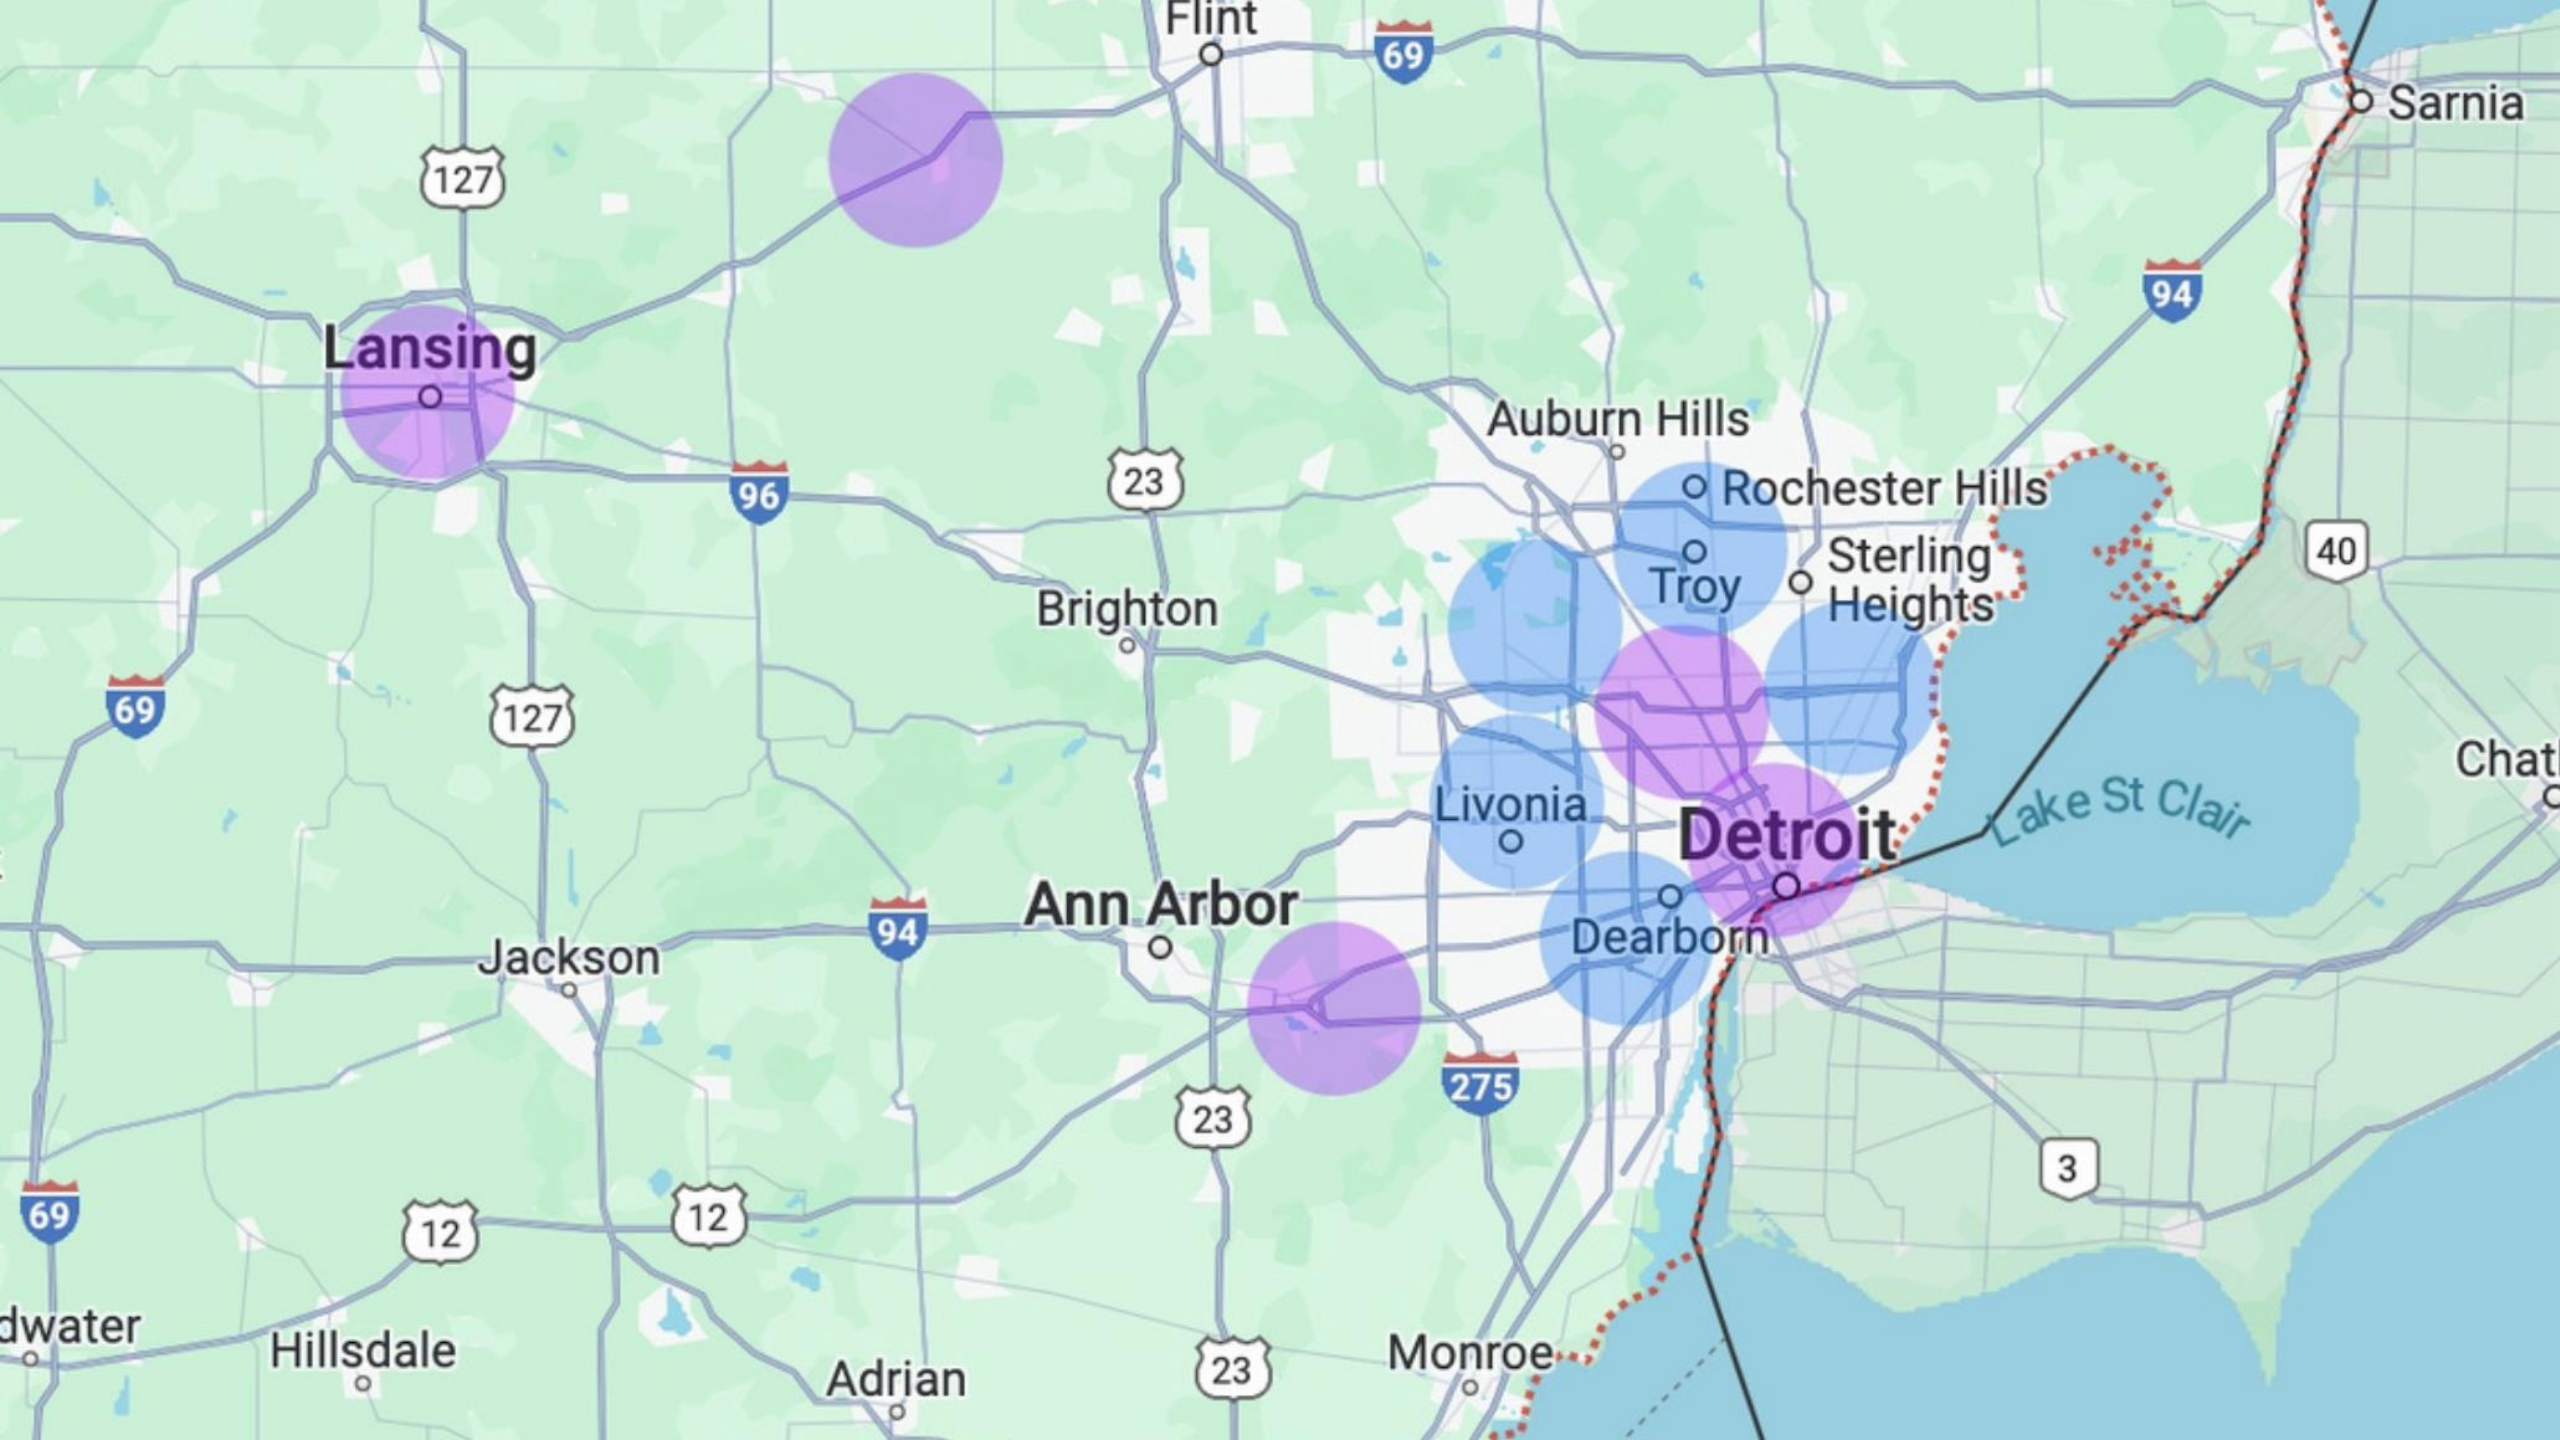 Flint
69
Sarnia
127
94
Lansing
Auburn Hills
96
23
Rochester Hills
Sterling
Heights
40
Troy
Brighton
69
127
Chatl
Lake St Clair
Livonia
Detroit
Ann Arbor
94
Dearborn
Jackson
275
23
3
69
12
12
dwater
Hillsdale
Monroe
23
Adrian